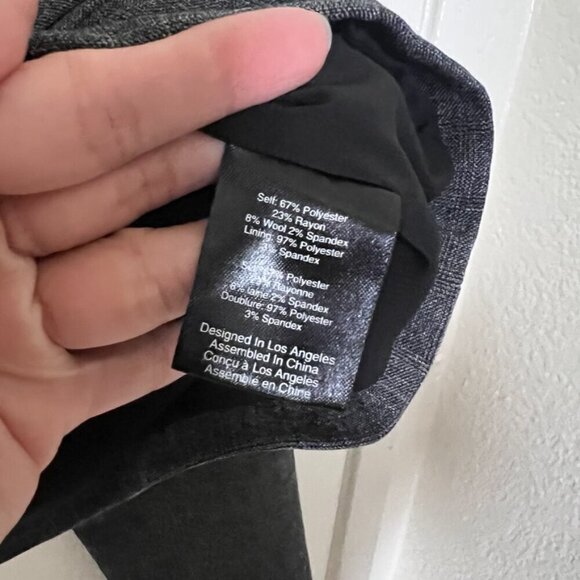 Self: 67% Polyester
23% Rayon
8% Wool 2% Spandex
Lining: 97% Polyester
Spandex
Polyester
Rayonne
laine 2% Spandex
Doublure: 97% Polyester
3% Spandex
Designed In Los Angeles
Assembled In China
Conçu à Los Angeles
Assemblé en Chine